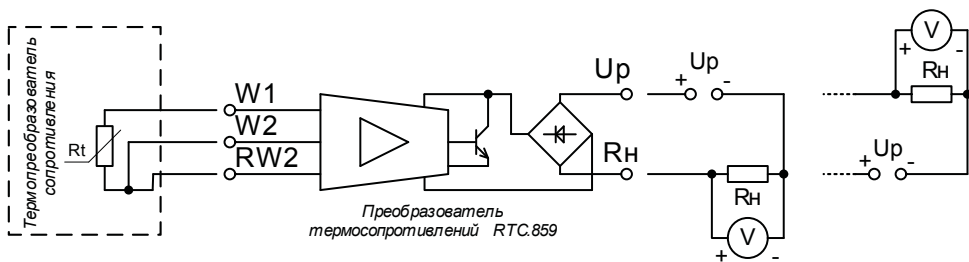 Термопреобразователь
сопротивления
Rt
W1
W2
RW2
Преобразователь
термосопротивлений RTC.859
Up
Rн
+ Up -
Rн
V
+ -
V
+ -
Rн
+ Up -